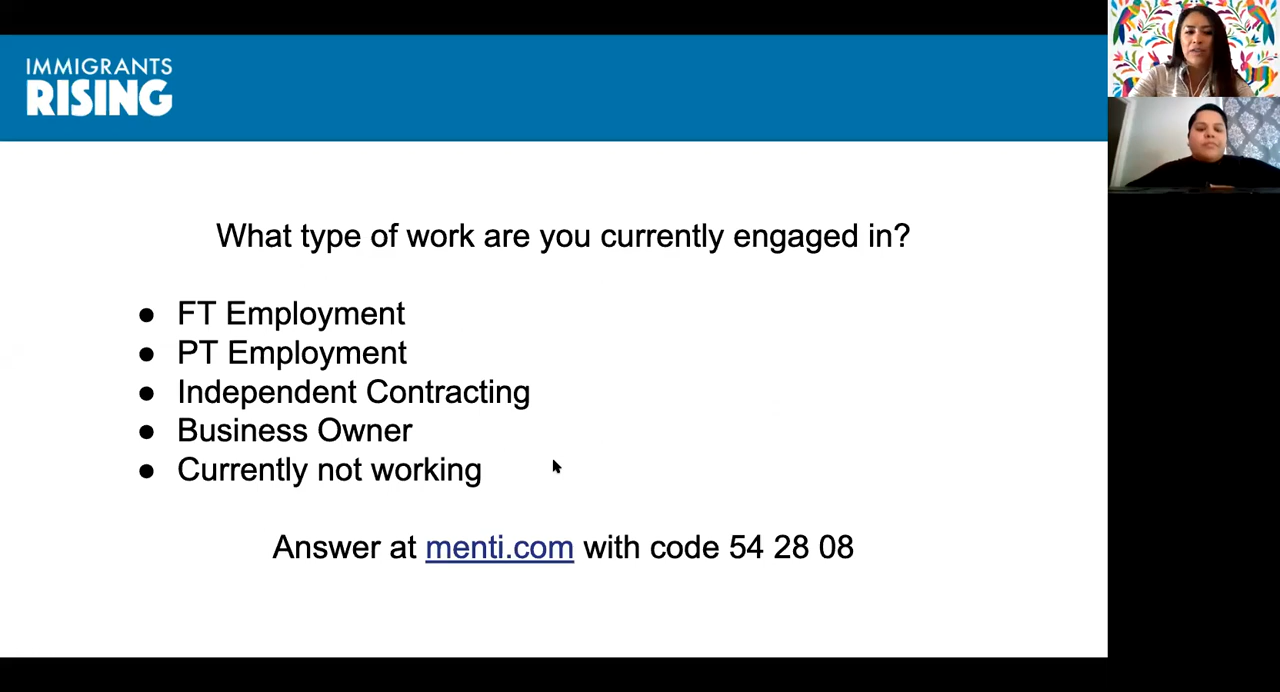 IMMIGRANTS
RISING
What type of work are you currently engaged in?
● FT Employment
● PT Employment
● Independent Contracting
● Business Owner
● Currently not working
Answer at menti.com with code 54 28 08